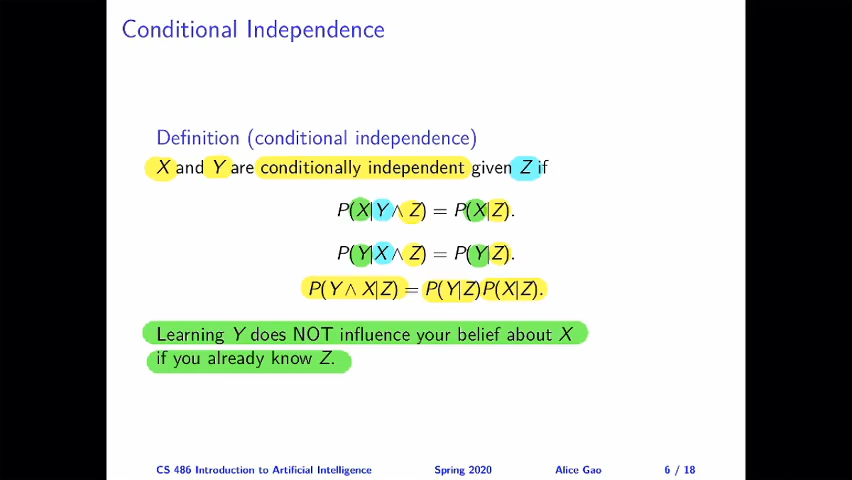 Conditional Independence
Definition (conditional independence)
X and Y are conditionally independent given Z if
P(X|Y ∧ Z) = P(X|Z).
P(Y|X ∧ Z) = P(Y|Z).
P(Y ∧ X|Z) = P(Y|Z)P(X|Z).
Learning Y does NOT influence your belief about X
if you already know Z.
CS 486 Introduction to Artificial Intelligence Spring 2020 Alice Gao 6 / 18